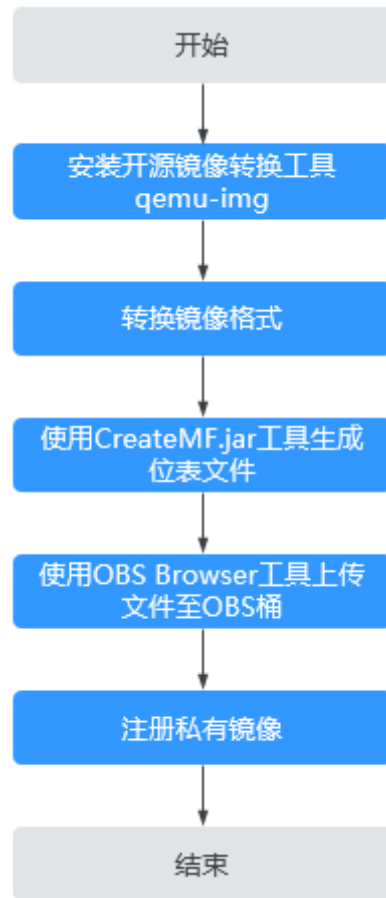 开始
安装开源镜像转换工具
qemu-img
转换镜像格式
使用CreateMF.jar工具生成
位表文件
使用OBS Browser工具上传
文件至OBS桶
注册私有镜像
结束